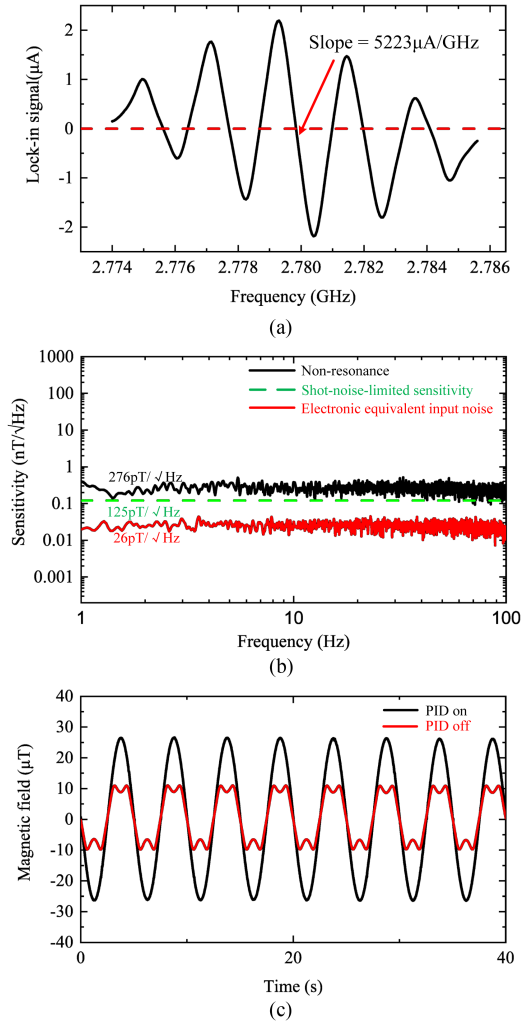 Slope = 5223μA/GHz
Lock-in signal(μA)
2
1
0
-1
-2
2.774
2.776
2.778
2.780
2.782
2.784
2.786
Frequency (GHz)
(a)
Sensitivity (nT/√Hz)
1000
100
10
1
0.1
0.01
0.001
Non-resonance
Shot-noise-limited sensitivity
Electronic equivalent input noise
276pT/√Hz
125pT/√Hz
26pT/√Hz
1
10
100
Frequency (Hz)
(b)
Magnetic field (μT)
40
30
20
10
0
-10
-20
-30
-40
PID on
PID off
0
20
40
Time (s)
(c)